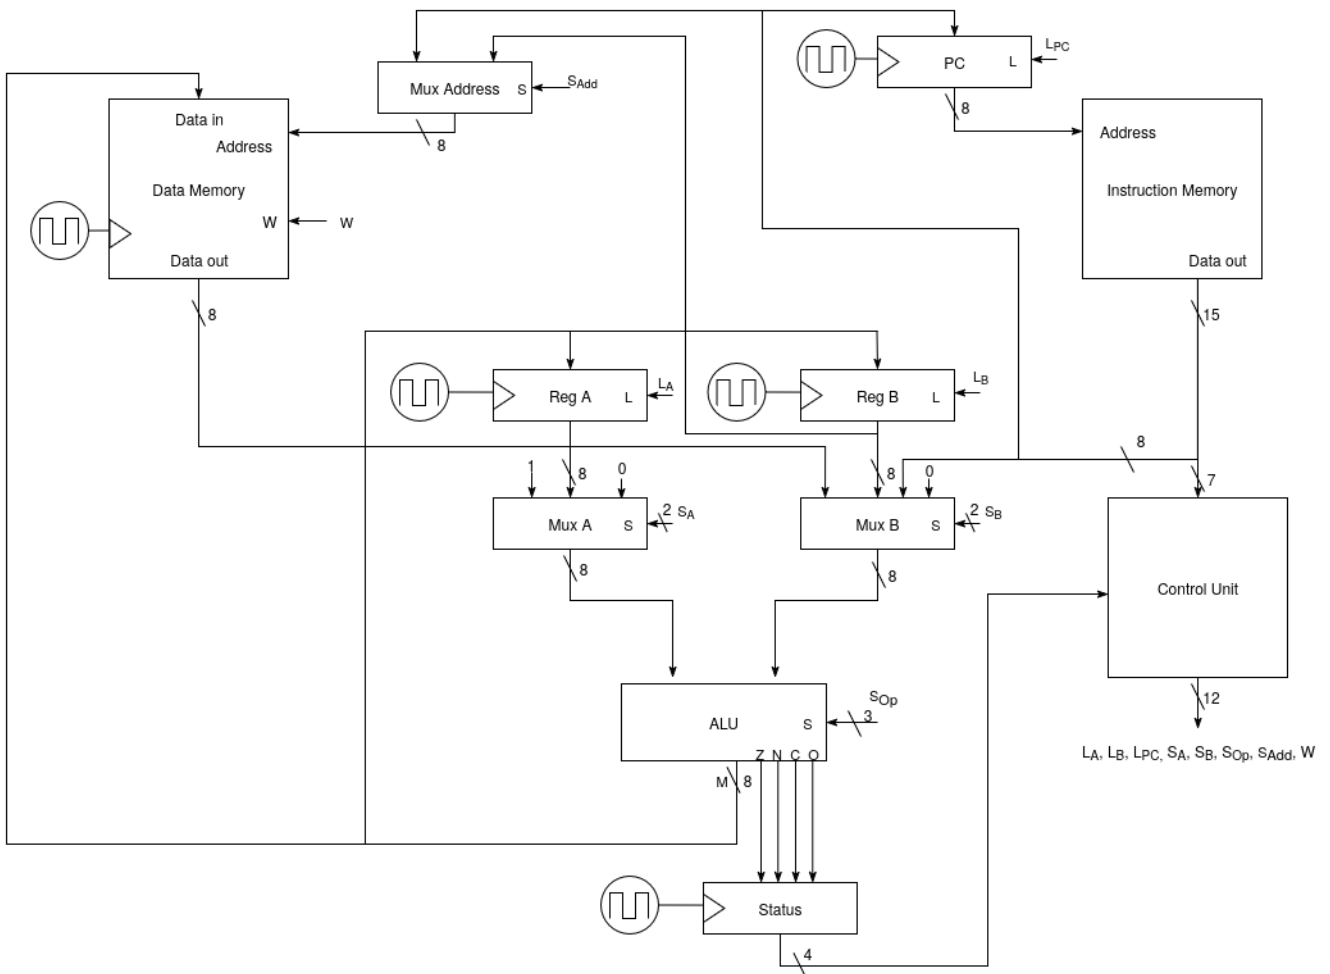 PC
L
LPC
Mux Address
S
SAdd
8
8
Data in
Address
Data Memory
W
W
Data out
8
Address
Instruction Memory
Data out
15
Reg A
L
LA
Reg B
L
LB
8
1
8
0
8
0
7
Mux A
S
2 SA
Mux B
S
2 SB
8
8
Control Unit
SOp
3
ALU
S
Z N C O
M 8
12
LA, LB, LPC, SA, SB, SOp, SAdd, W
Status
4